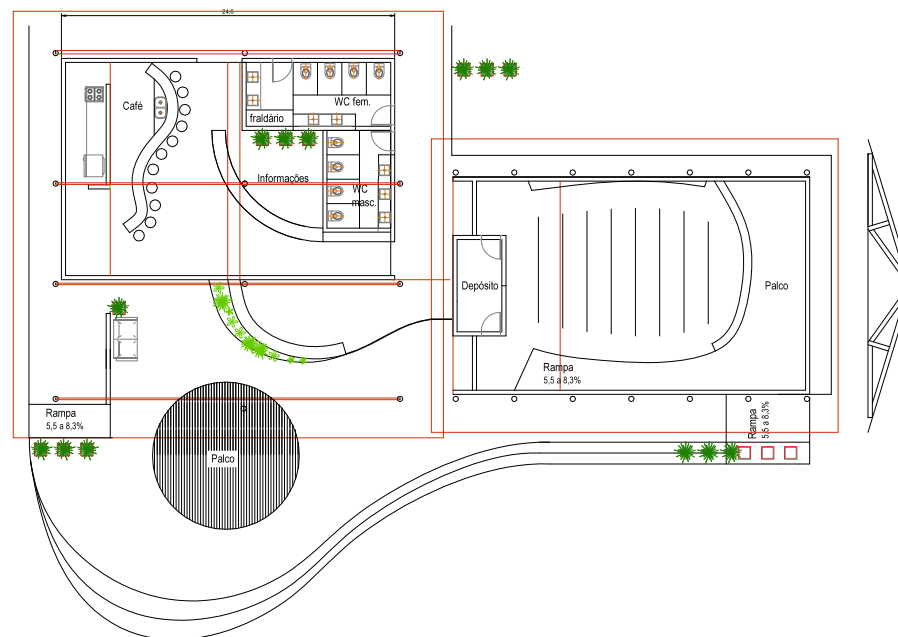 24,6
Café
WC fem.
fraldário
Informações
WC
masc.
Depósito
Palco
Rampa
5,5 a 8,3%
Rampa
5,5 a 8,3%
Rampa
5,5 a 8,3%
Palco